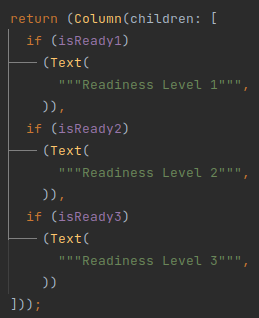 return (Column(children: [
  if (isReady1)
    (Text(
      """Readiness Level 1""",
    )),
  if (isReady2)
    (Text(
      """Readiness Level 2""",
    )),
  if (isReady3)
    (Text(
      """Readiness Level 3""",
    ))
]));